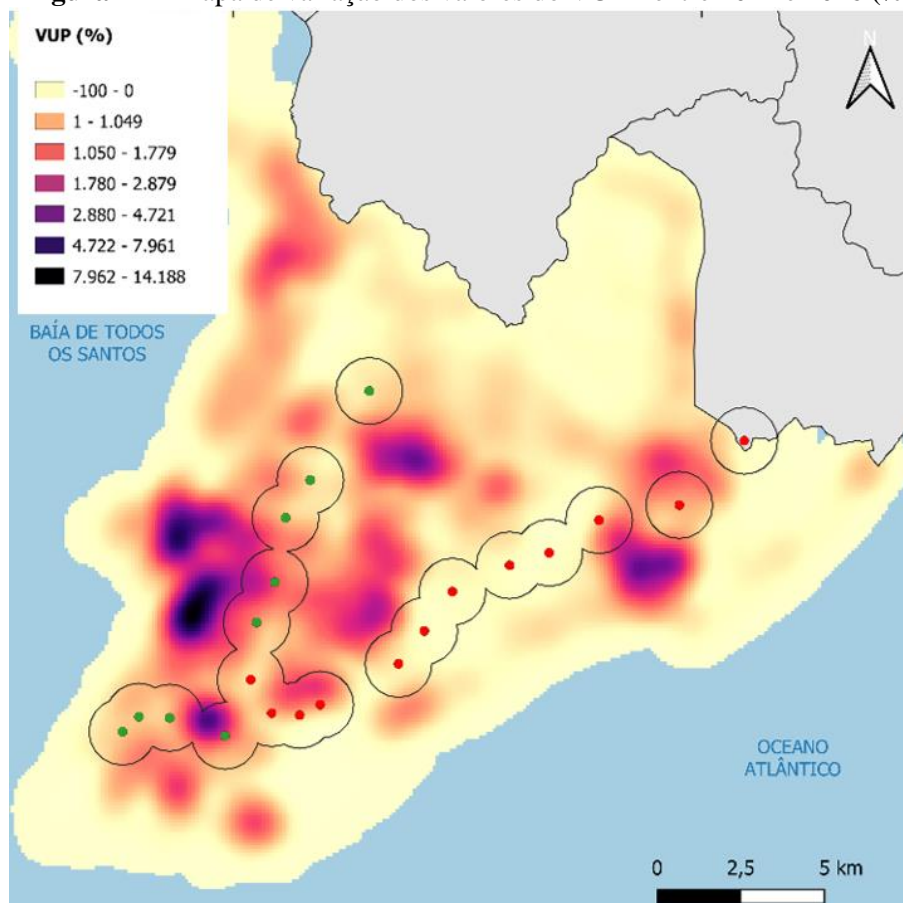 VUP (%)
-100 - 0
1 - 1.049
1.050 - 1.779
1.780 - 2.879
2.880 - 4.721
4.722 - 7.961
7.962 - 14.188
N
BAÍA DE TODOS
OS SANTOS
OCEANO
ATLÂNTICO
0 2,5 5 km